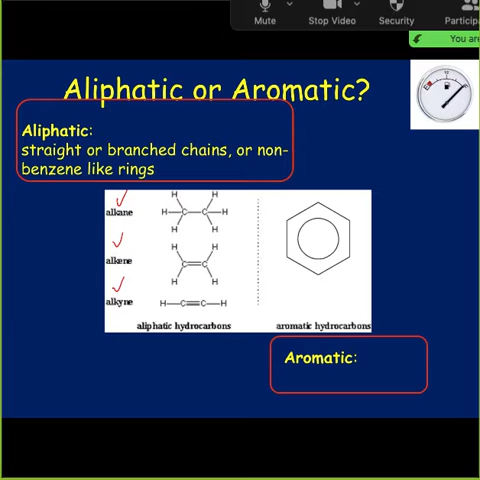 Mute
Stop Video
Security
Participa
You are
Aliphatic or Aromatic?
Aliphatic:
straight or branched chains, or non-
benzene like rings
alkane
H H
H—C—C—H
H H
alkene
H H
C=C
H H
alkyne
H—C≡C—H
aliphatic hydrocarbons
aromatic hydrocarbons
Aromatic: